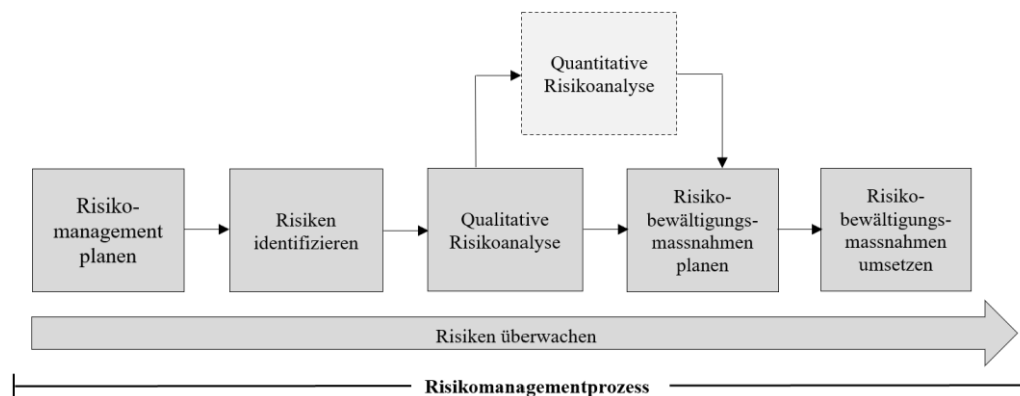 Quantitative
Risikoanalyse
Risiko-
management
planen
Risiken
identifizieren
Qualitative
Risikoanalyse
Risiko-
bewältigungs-
massnahmen
planen
Risiko-
bewältigungs-
massnahmen
umsetzen
Risiken überwachen
Risikomanagementprozess